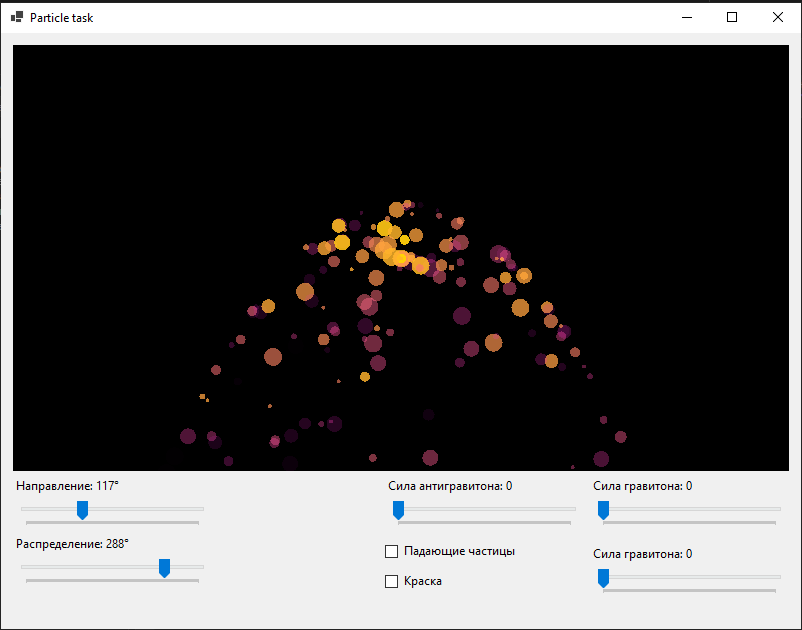 Particle task
Направление: 117°
Распределение: 288°
Сила антигравитона: 0
Падающие частицы
Краска
Сила гравитона: 0
Сила гравитона: 0